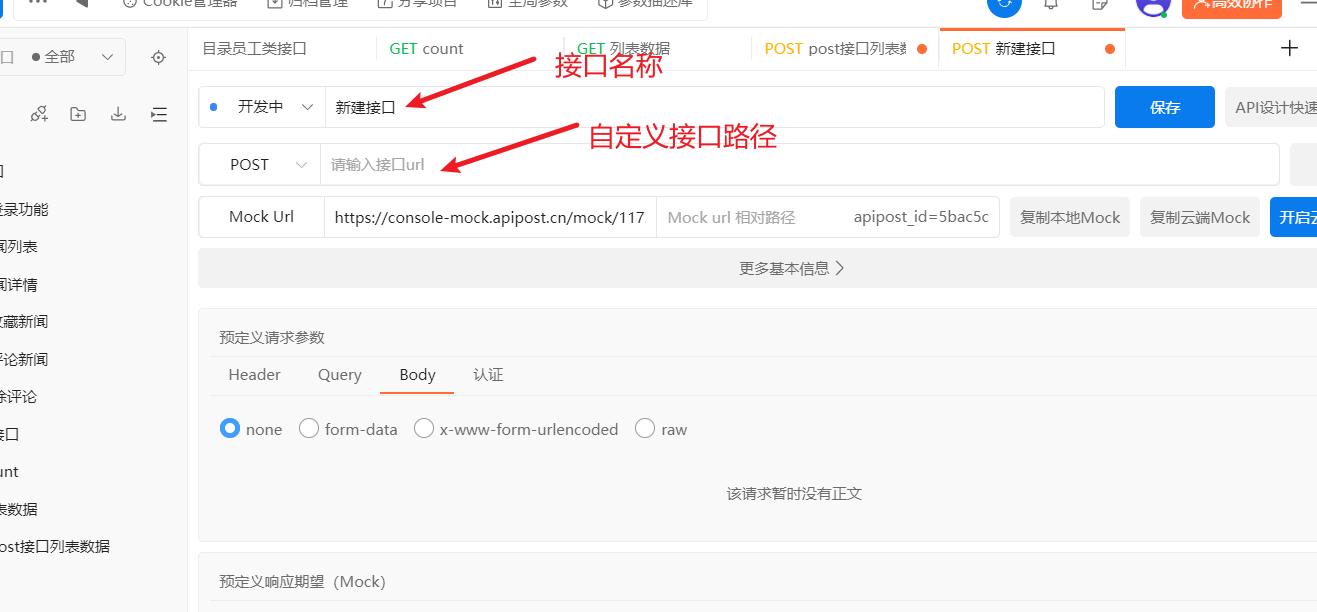 Cookie管理器 归档管理 分享项目 全局参数 参数描述库 高效协作
口 全部
目录员工类接口 GET count GET 列表数据 POST post接口列表 POST 新建接口
接口名称
开发中 新建接口 保存 API设计快速
自定义接口路径
POST 请输入接口url
Mock Url https://console-mock.apipost.cn/mock/117 Mock url 相对路径 apipost_id=5bac5c 复制本地Mock 复制云端Mock 开启云
更多基本信息
登录功能
闻列表
闻详情
收藏新闻
评论新闻
除评论
接口
unt
表数据
ost接口列表数据
预定义请求参数
Header Query Body 认证
none form-data x-www-form-urlencoded raw
该请求暂时没有正文
预定义响应期望（Mock）